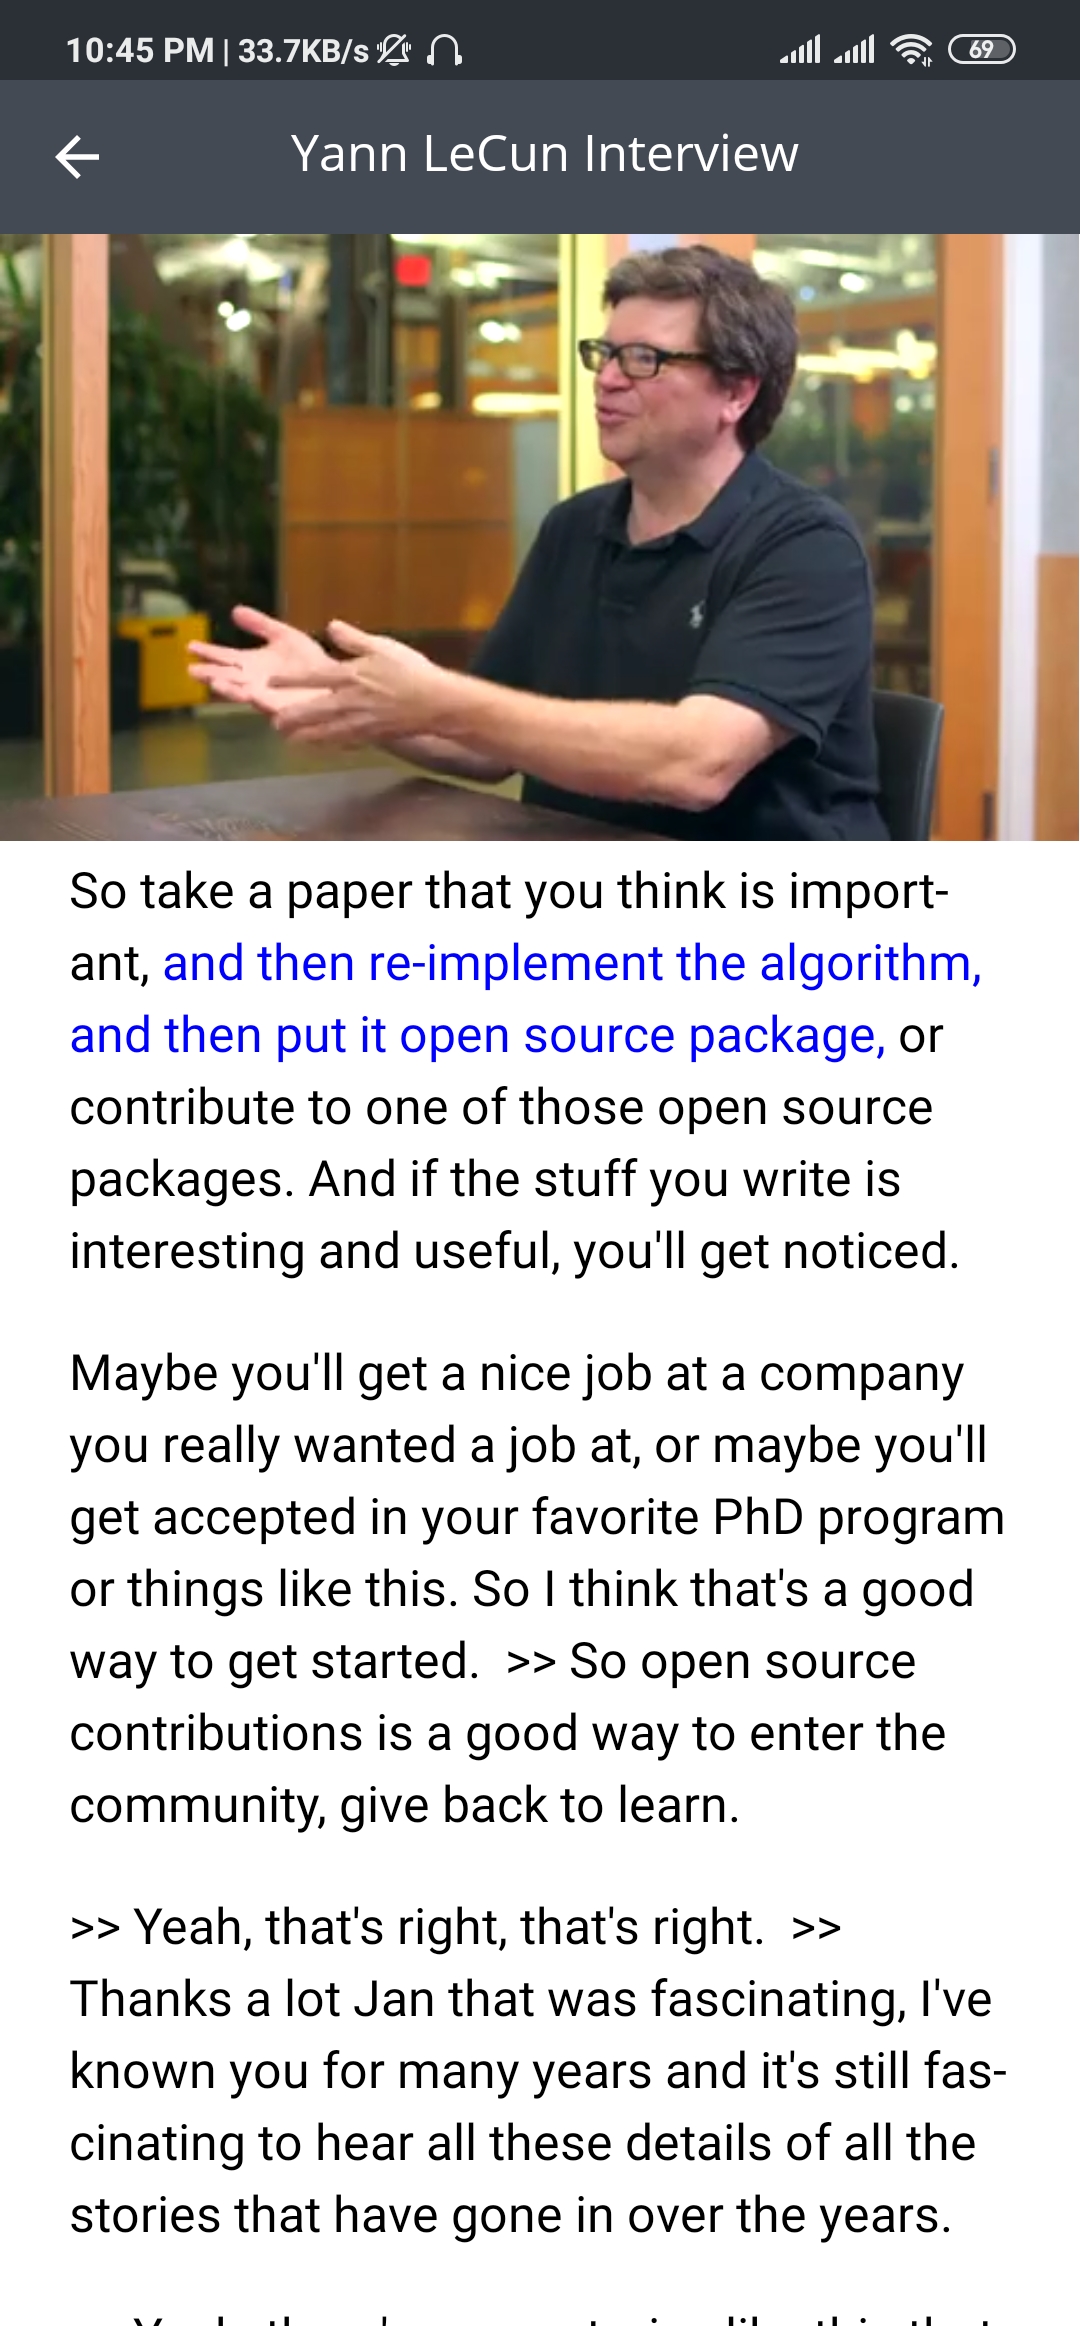 10:45 PM | 33.7KB/s
69
Yann LeCun Interview
So take a paper that you think is import-
ant, and then re-implement the algorithm,
and then put it open source package, or
contribute to one of those open source
packages. And if the stuff you write is
interesting and useful, you'll get noticed.
Maybe you'll get a nice job at a company
you really wanted a job at, or maybe you'll
get accepted in your favorite PhD program
or things like this. So I think that's a good
way to get started.  >> So open source
contributions is a good way to enter the
community, give back to learn.
>> Yeah, that's right, that's right.  >>
Thanks a lot Jan that was fascinating, I've
known you for many years and it's still fas-
cinating to hear all these details of all the
stories that have gone in over the years.